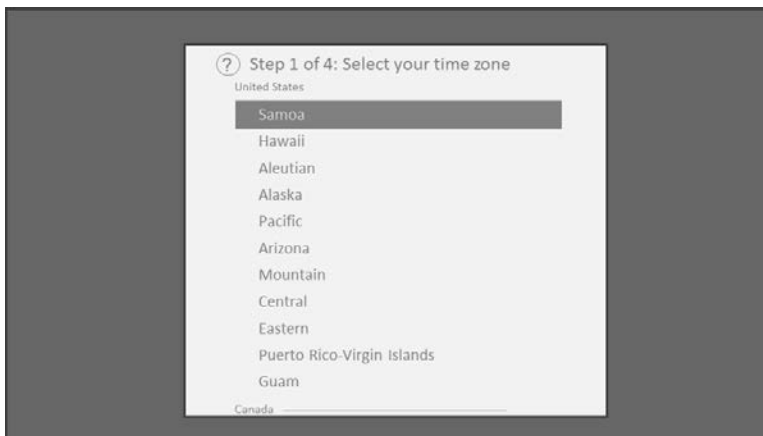 ? Step 1 of 4: Select your time zone
United States
Samoa
Hawaii
Aleutian
Alaska
Pacific
Arizona
Mountain
Central
Eastern
Puerto Rico-Virgin Islands
Guam
Canada